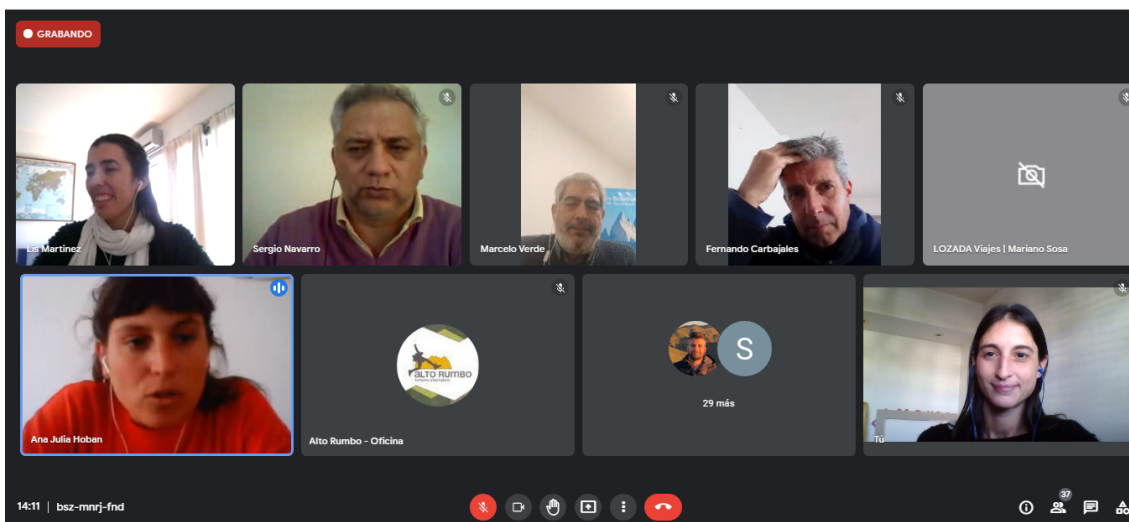 GRABANDO
Lis Martinez
Sergio Navarro
Marcelo Verde
Fernando Carbajales
LOZADA Viajes | Mariano Sosa
Ana Julia Hoban
ALTO RUMBO
Alto Rumbo - Oficina
S
29 más
Tú
14:11 | bsz-mnrj-fnd
37